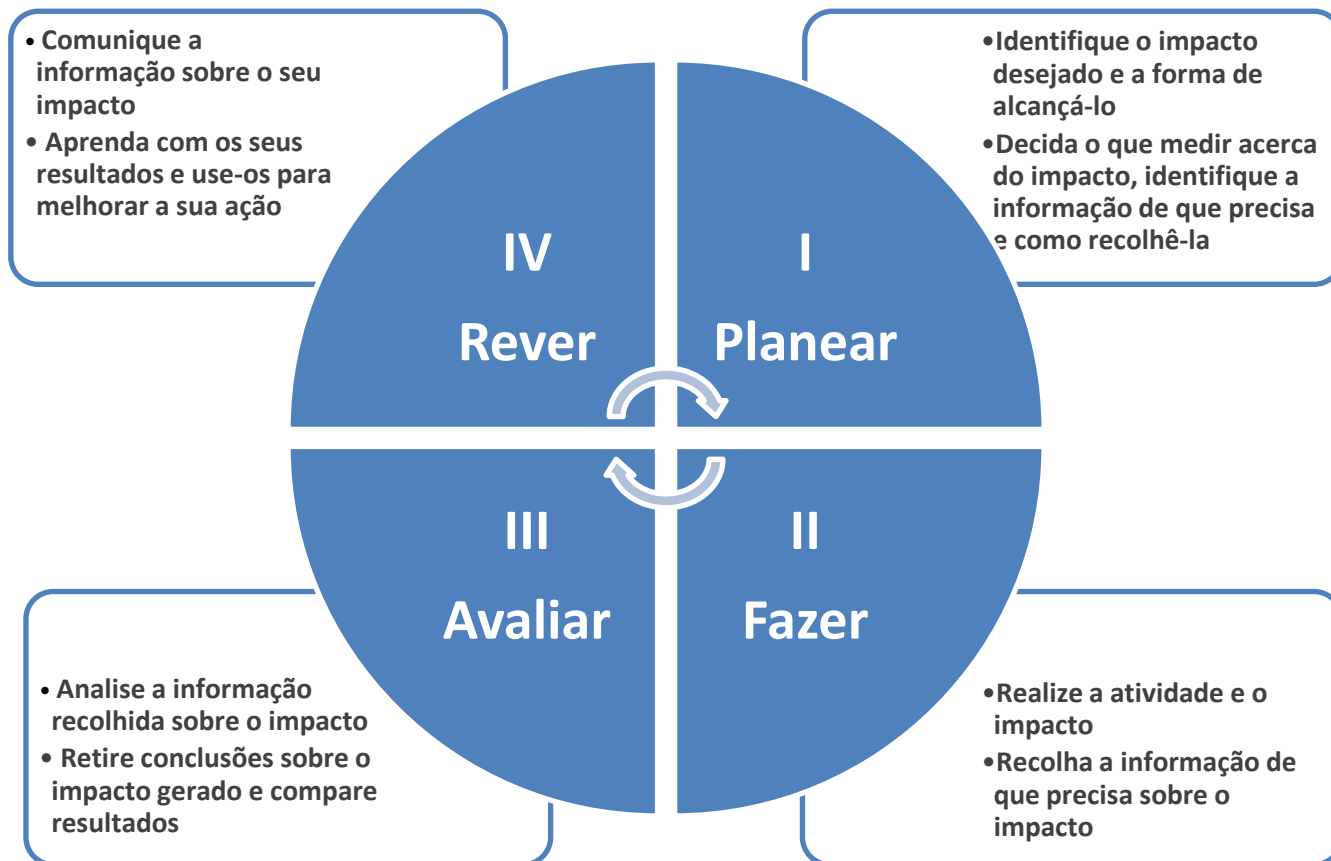 • Comunique a
informação sobre o seu
impacto
• Aprenda com os seus
resultados e use-os para
melhorar a sua ação
•Identifique o impacto
desejado e a forma de
alcançá-lo
•Decida o que medir acerca
do impacto, identifique a
informação de que precisa
e como recolhê-la
IV
Rever
I
Planear
III
Avaliar
II
Fazer
• Analise a informação
recolhida sobre o impacto
• Retire conclusões sobre o
impacto gerado e compare
resultados
•Realize a atividade e o
impacto
•Recolha a informação de
que precisa sobre o
impacto